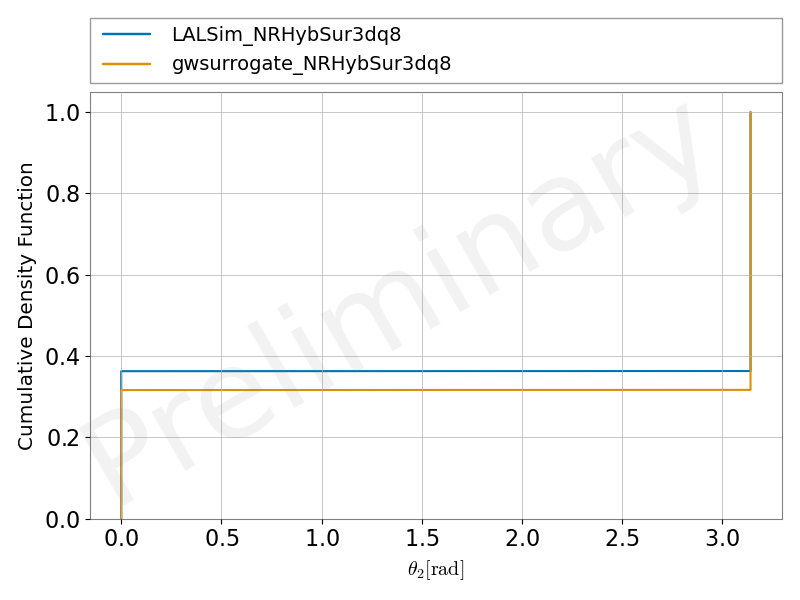 LALSim_NRHybSur3dq8
gwsurrogate_NRHybSur3dq8
1.0
0.8
0.6
0.4
0.2
0.0
Cumulative Density Function
Preliminary
0.0 0.5 1.0 1.5 2.0 2.5 3.0
θ₂[rad]